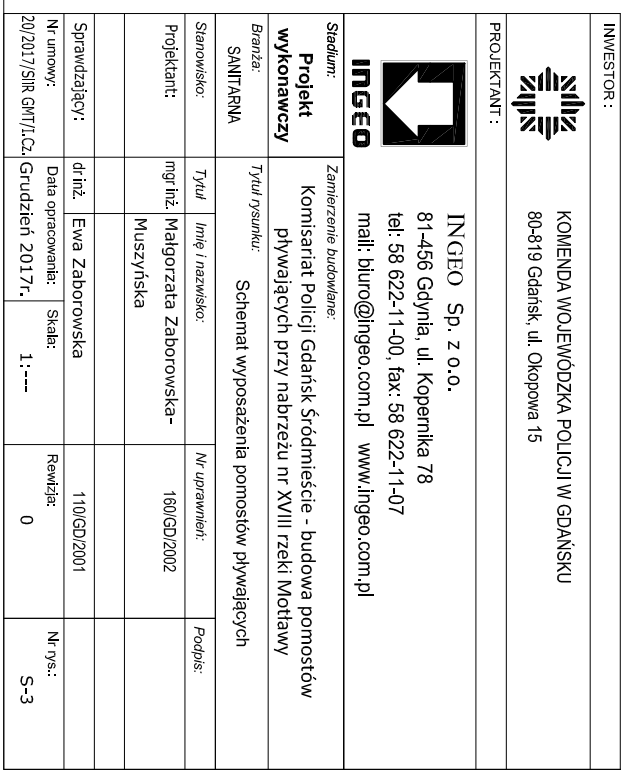 INWESTOR :
KOMENDA WOJEWÓDZKA POLICJI W GDAŃSKU
80-819 Gdańsk, ul. Okopowa 15
PROJEKTANT :
INGEO
INGEO Sp. z o.o.
81-456 Gdynia, ul. Kopernika 78
tel: 58 622-11-00, fax: 58 622-11-07
mail: biuro@ingeo.com.pl www.ingeo.com.pl
Stadium:
Projekt
wykonawczy
Zamierzenie budowlane:
Komisariat Policji Gdańsk Śródmieście - budowa pomostów
pływających przy nabrzeżu nr XVIII rzeki Motławy
Branża:
SANITARNA
Tytuł rysunku:
Schemat wyposażenia pomostów pływających
Stanowisko: Tytuł Imię i nazwisko: Nr uprawnień: Podpis:
Projektant: mgr inż. Małgorzata Zaborowska- 160/GD/2002
Muszyńska
Sprawdzający: dr inż. Ewa Zaborowska 110/GD/2001
Nr umowy: Data opracowania: Skala: Rewizja: Nr rys.:
20/2017/SIiR GMT/I.Cz. Grudzień 2017r. 1:--- 0 S-3